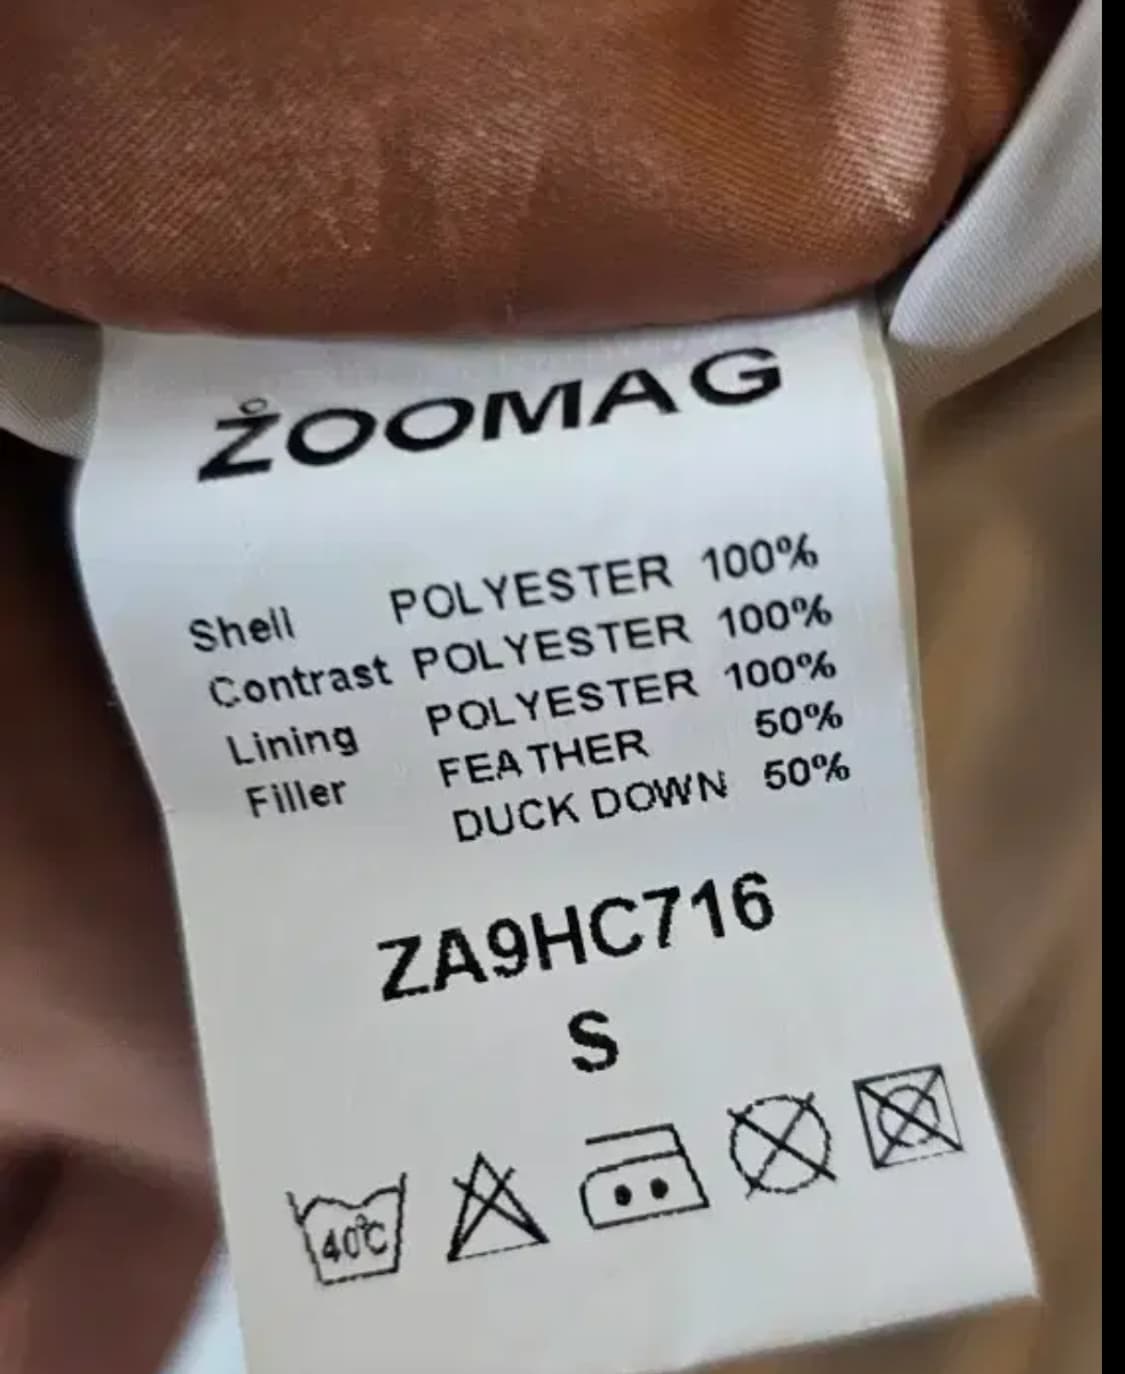 ŻOOMAG
Shell POLYESTER 100%
Contrast POLYESTER 100%
Lining POLYESTER 100%
Filler FEATHER 50%
DUCK DOWN 50%
ZA9HC716
S
40°C